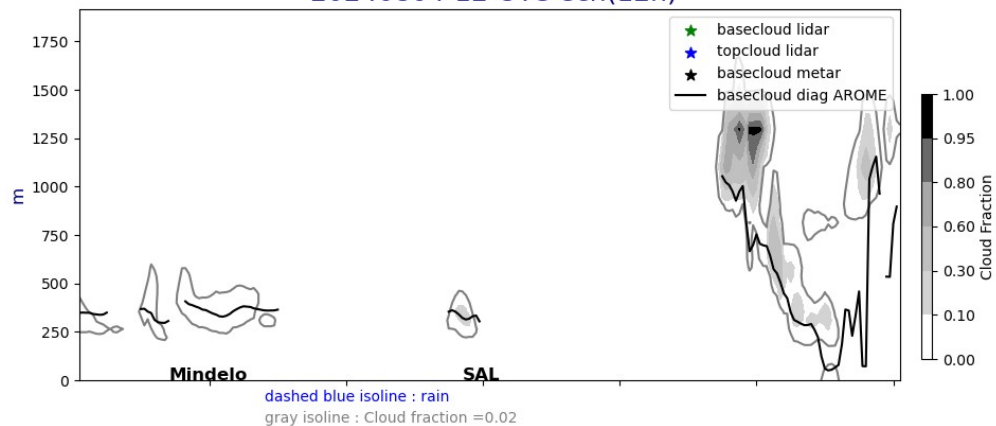 basecloud lidar
topcloud lidar
basecloud metar
basecloud diag AROME
1750
1500
1250
1000
750
500
250
0
m
1.00
0.95
0.80
0.60
0.30
0.10
0.00
Cloud Fraction
Mindelo
SAL
dashed blue isoline : rain
gray isoline : Cloud fraction =0.02